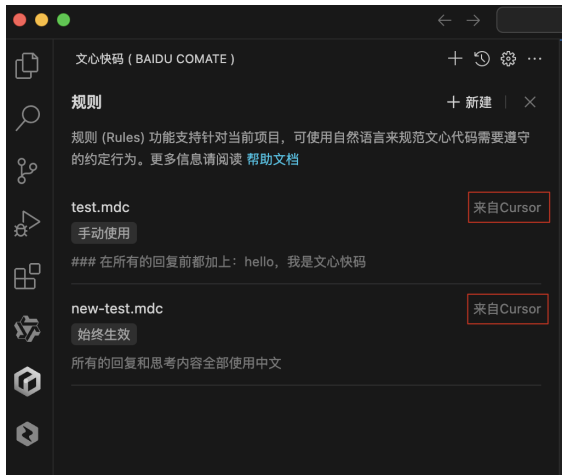 文心快码 ( BAIDU COMATE )
规则
新建
规则 (Rules) 功能支持针对当前项目，可使用自然语言来规范文心代码需要遵守
的约定行为。更多信息请阅读 帮助文档
test.mdc 来自Cursor
手动使用
### 在所有的回复前都加上：hello，我是文心快码
new-test.mdc 来自Cursor
始终生效
所有的回复和思考内容全部使用中文